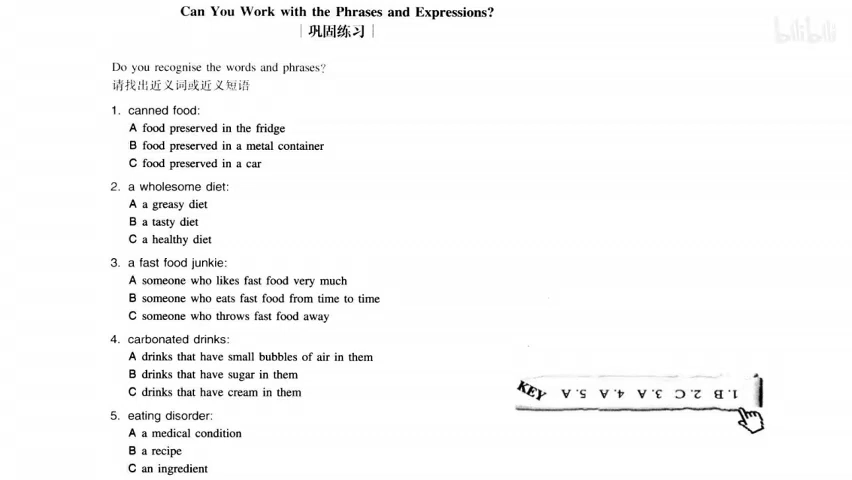 Can You Work with the Phrases and Expressions?
| 巩固练习 |
bilibili
Do you recognise the words and phrases?
请找出近义词或近义短语
1. canned food:
A food preserved in the fridge
B food preserved in a metal container
C food preserved in a car
2. a wholesome diet:
A a greasy diet
B a tasty diet
C a healthy diet
3. a fast food junkie:
A someone who likes fast food very much
B someone who eats fast food from time to time
C someone who throws fast food away
4. carbonated drinks:
A drinks that have small bubbles of air in them
B drinks that have sugar in them
C drinks that have cream in them
KEY
1. B 2. C 3. A 4. A 5. A
5. eating disorder:
A a medical condition
B a recipe
C an ingredient